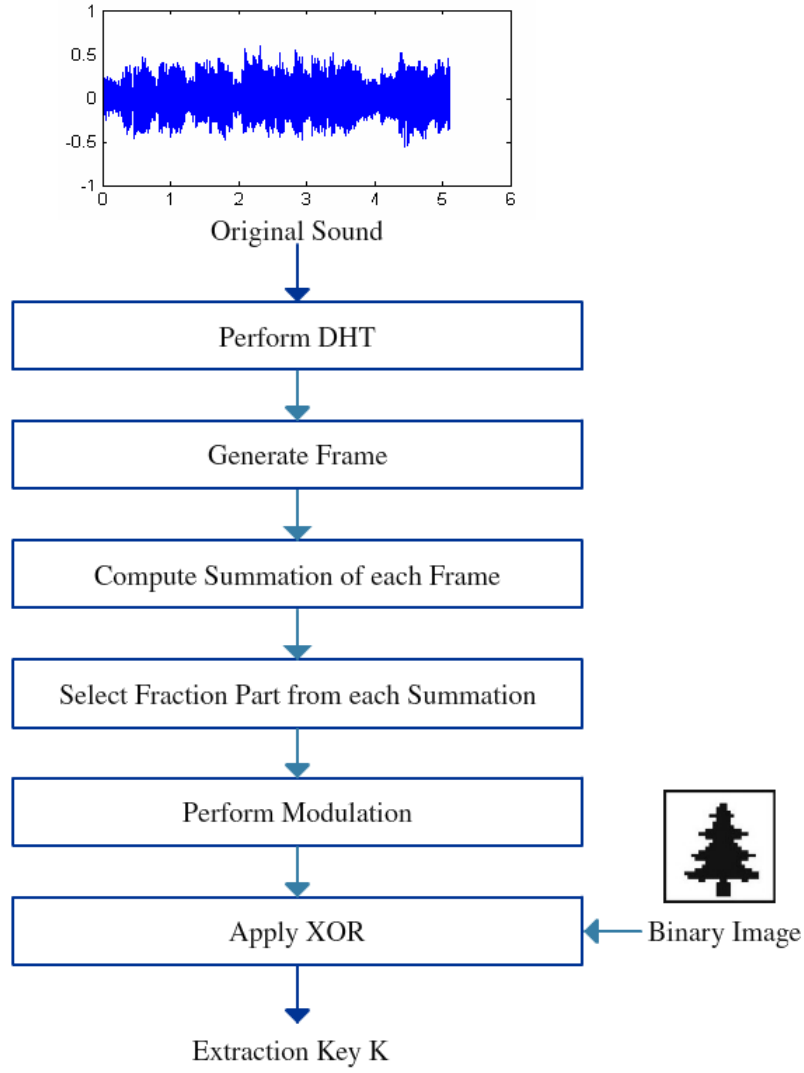 1
0.5
0
-0.5
-1
0 1 2 3 4 5 6
Original Sound
Perform DHT
Generate Frame
Compute Summation of each Frame
Select Fraction Part from each Summation
Perform Modulation
Apply XOR
Binary Image
Extraction Key K